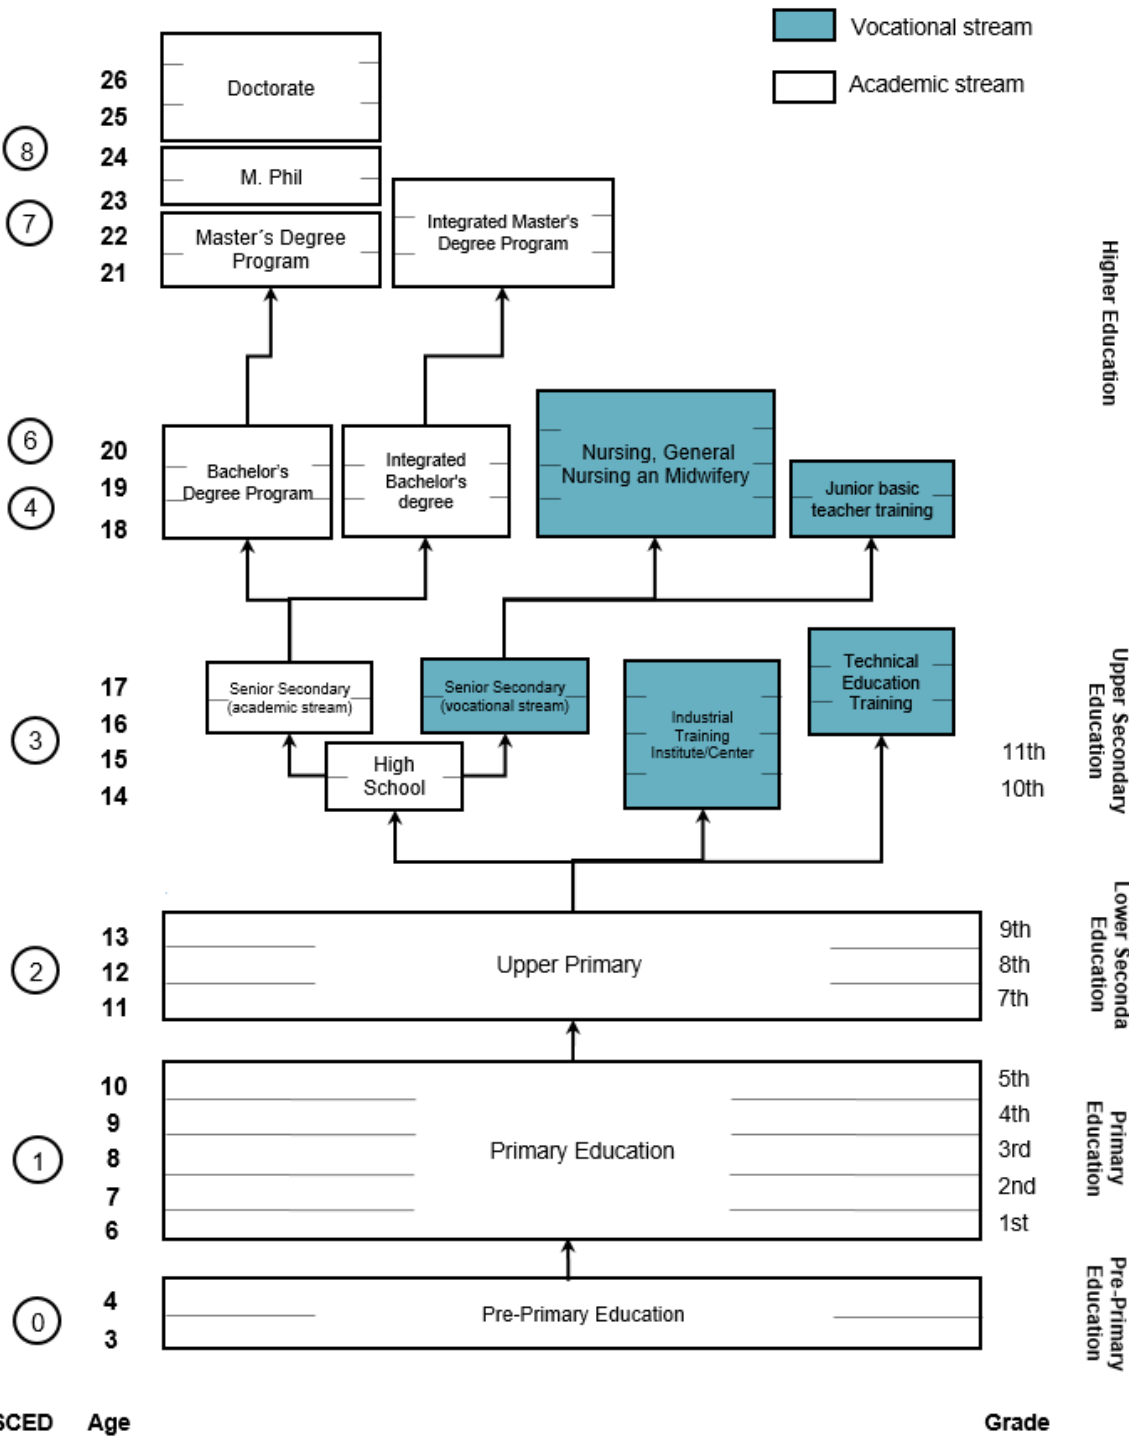 Vocational stream
Academic stream
26
25
24
23
22
21
8
7
Doctorate
M. Phil
Master´s Degree
Program
Integrated Master's
Degree Program
Higher Education
6
4
20
19
18
Bachelor's
Degree Program
Integrated
Bachelor's
degree
Nursing, General
Nursing an Midwifery
Junior basic
teacher training
3
17
16
15
14
Senior Secondary
(academic stream)
Senior Secondary
(vocational stream)
High
School
Industrial
Training
Institute/Center
Technical
Education
Training
11th
10th
Upper Secondary
Education
2
13
12
11
Upper Primary
9th
8th
7th
Lower Seconda
Education
1
10
9
8
7
6
Primary Education
5th
4th
3rd
2nd
1st
Primary
Education
0
4
3
Pre-Primary Education
Pre-Primary
Education
SCED
Age
Grade